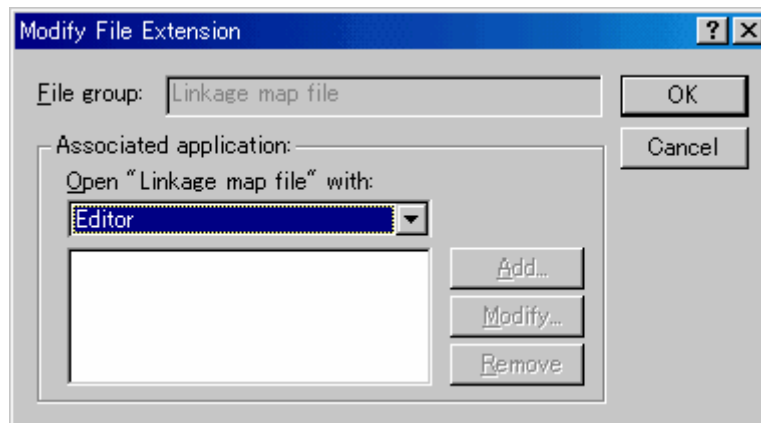 Modify File Extension
File group: Linkage map file
OK
Associated application:
Cancel
Open "Linkage map file" with:
Editor
Add...
Modify...
Remove